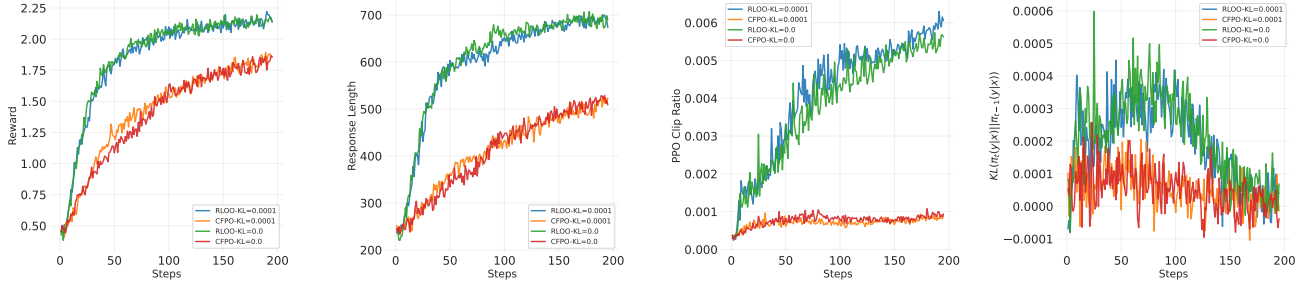 2.25
2.00
1.75
1.50
1.25
1.00
0.75
0.50
Reward
0 50 100 150 200
Steps
RLOO-KL=0.0001
CFPO-KL=0.0001
RLOO-KL=0.0
CFPO-KL=0.0
700
600
500
400
300
200
Response Length
0 50 100 150 200
Steps
RLOO-KL=0.0001
CFPO-KL=0.0001
RLOO-KL=0.0
CFPO-KL=0.0
0.006
0.005
0.004
0.003
0.002
0.001
0.000
PPO Clip Ratio
0 50 100 150 200
Steps
RLOO-KL=0.0001
CFPO-KL=0.0001
RLOO-KL=0.0
CFPO-KL=0.0
0.0006
0.0005
0.0004
0.0003
0.0002
0.0001
0.0000
−0.0001
KL(π_t(y|x)||π_{t−1}(y|x))
0 50 100 150 200
Steps
RLOO-KL=0.0001
CFPO-KL=0.0001
RLOO-KL=0.0
CFPO-KL=0.0